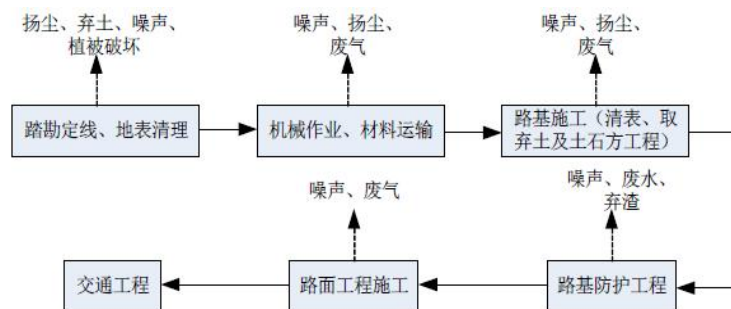 扬尘、弃土、噪声、
植被破坏
噪声、扬尘、
废气
噪声、扬尘、
废气
踏勘定线、地表清理
机械作业、材料运输
路基施工（清表、取
弃土及土石方工程）
噪声、废气
噪声、废水、
弃渣
交通工程
路面工程施工
路基防护工程